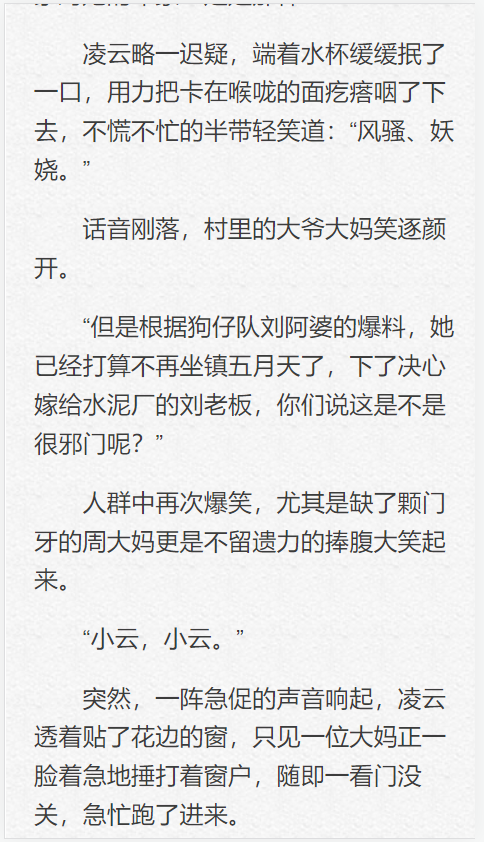 凌云略一迟疑，端着水杯缓缓抿了
一口，用力把卡在喉咙的面疙瘩咽了下
去，不慌不忙的半带轻笑道：“风骚、妖
娆。”
话音刚落，村里的大爷大妈笑逐颜
开。
“但是根据狗仔队刘阿婆的爆料，她
已经打算不再坐镇五月天了，下了决心
嫁给水泥厂的刘老板，你们说这是不是
很邪门呢？”
人群中再次爆笑，尤其是缺了颗门
牙的周大妈更是不留遗力的捧腹大笑起
来。
“小云，小云。”
突然，一阵急促的声音响起，凌云
透着贴了花边的窗，只见一位大妈正一
脸着急地捶打着窗户，随即一看门没
关，急忙跑了进来。